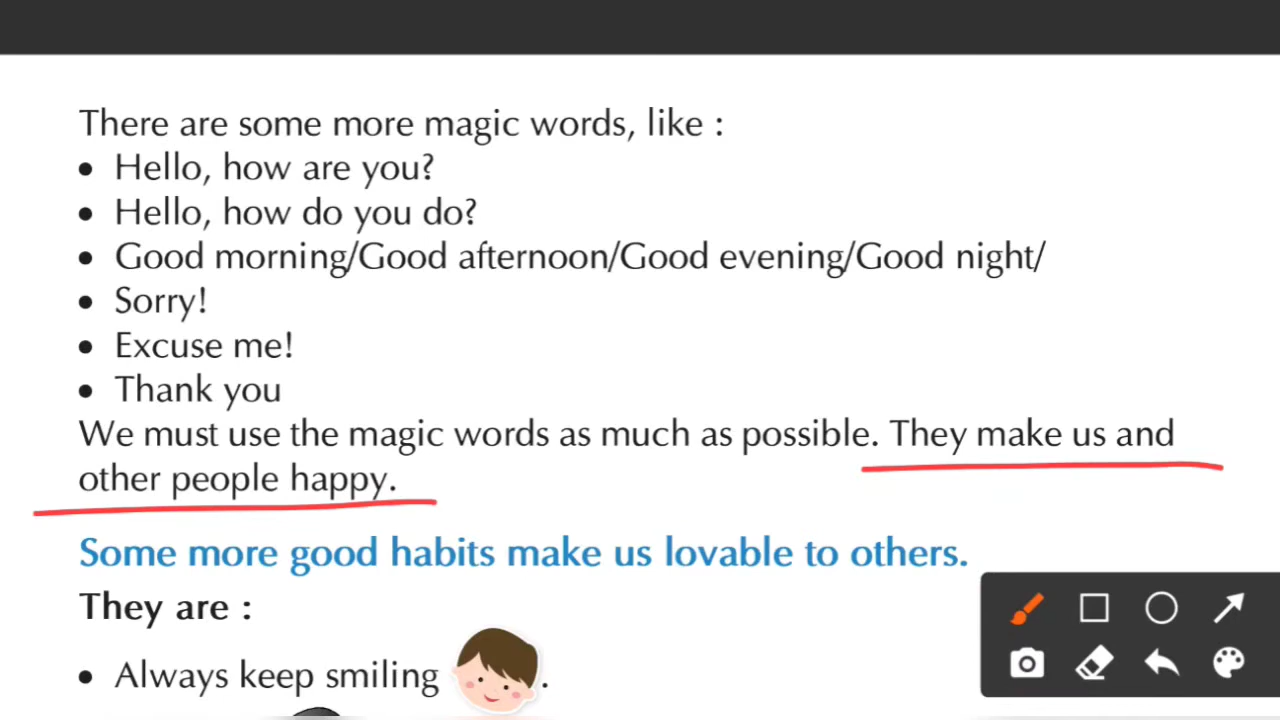 There are some more magic words, like :
• Hello, how are you?
• Hello, how do you do?
• Good morning/Good afternoon/Good evening/Good night/
• Sorry!
• Excuse me!
• Thank you
We must use the magic words as much as possible. They make us and
other people happy.
Some more good habits make us lovable to others.
They are :
• Always keep smiling .